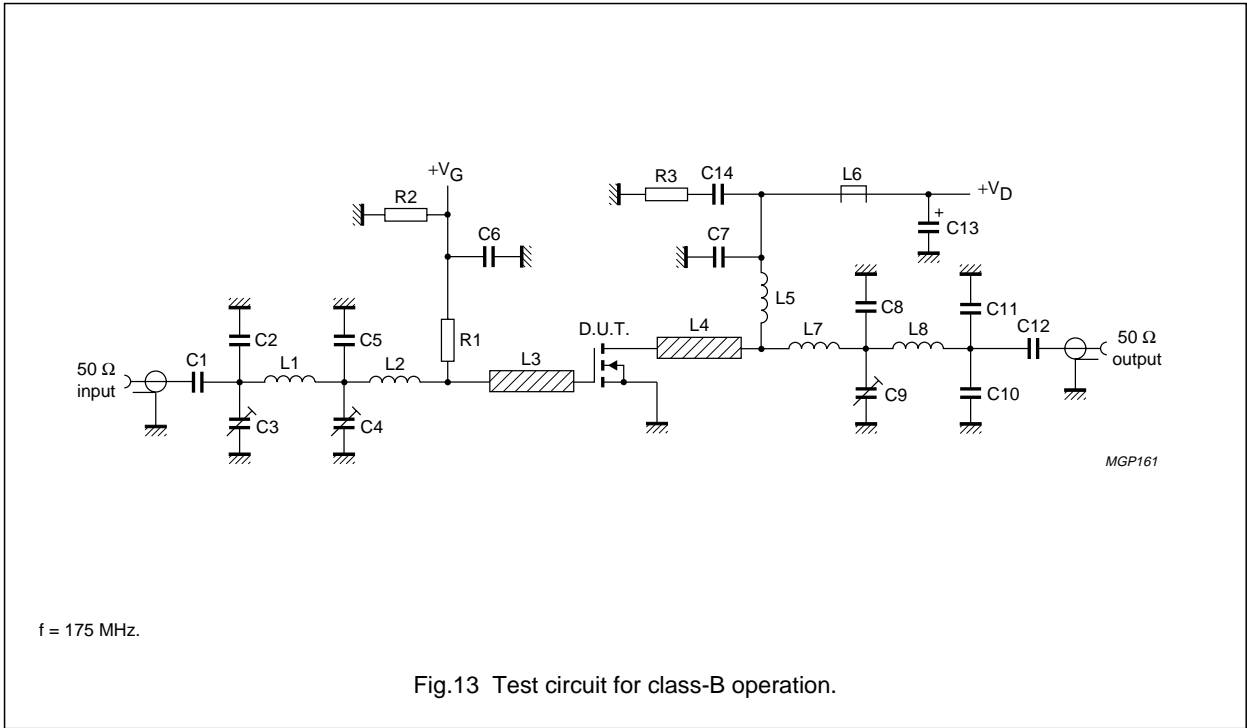 +VG
R2
C6
R1
R3
C14
L6
+VD
C13
C7
L5
50 Ω
input
C1
C2
C3
L1
C5
C4
L2
L3
D.U.T.
L4
L7
C8
C9
L8
C11
C10
C12
50 Ω
output
MGP161
f = 175 MHz.
Fig.13 Test circuit for class-B operation.